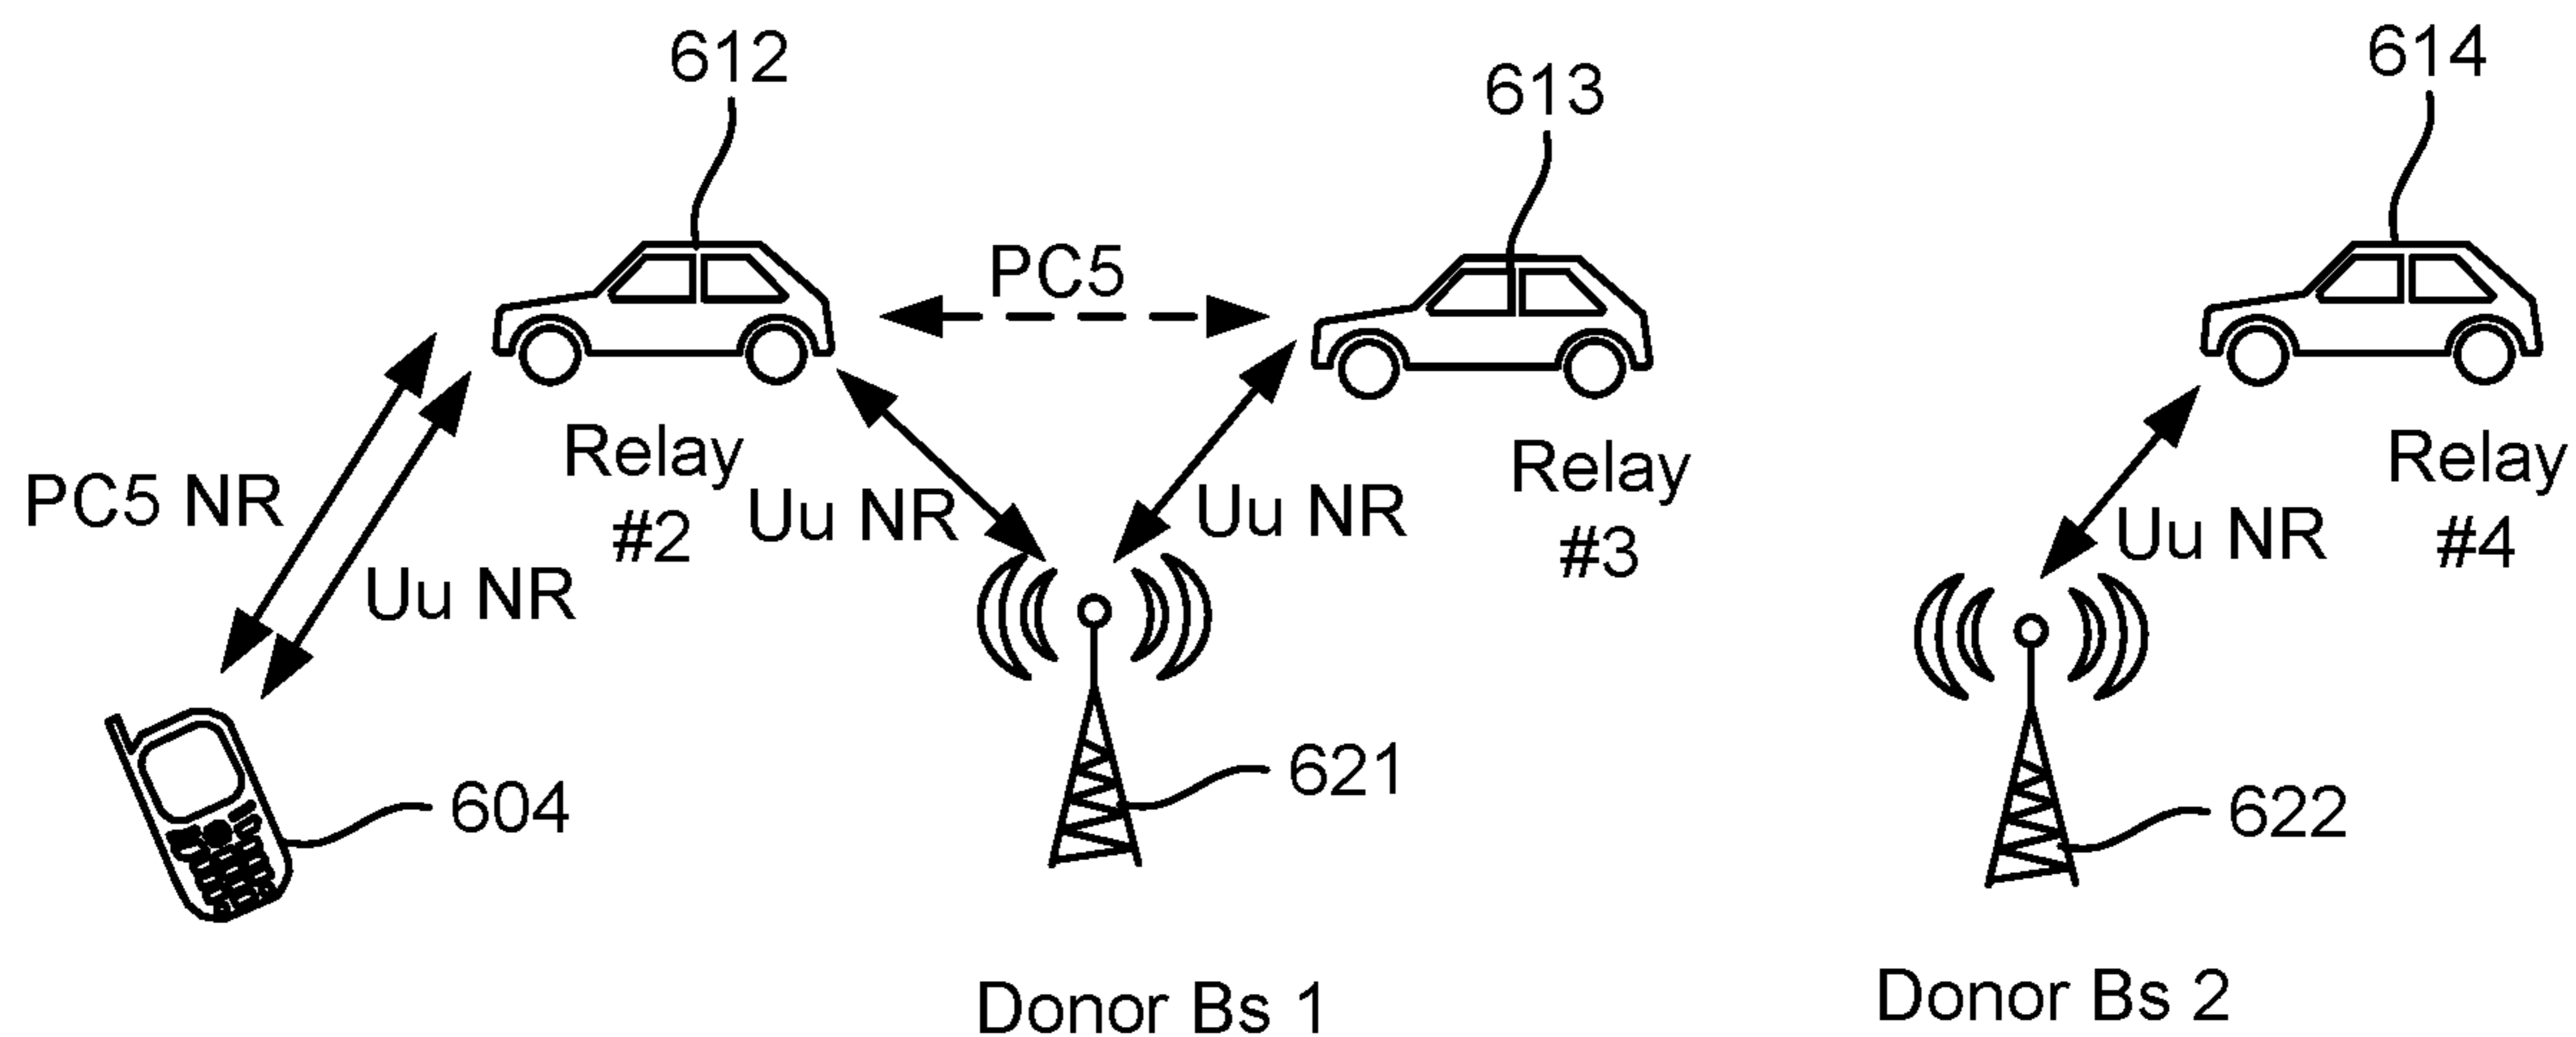 612
613
614
PC5
Relay
#2
Relay
#3
Relay
#4
PC5 NR
Uu NR
Uu NR
Uu NR
Uu NR
604
621
622
Donor Bs 1
Donor Bs 2